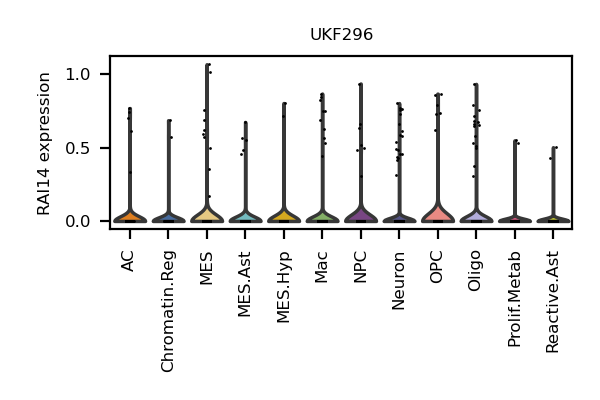 UKF296
RAI14 expression
1.0
0.5
0.0
AC
Chromatin.Reg
MES
MES.Ast
MES.Hyp
Mac
NPC
Neuron
OPC
Oligo
Prolif.Metab
Reactive.Ast